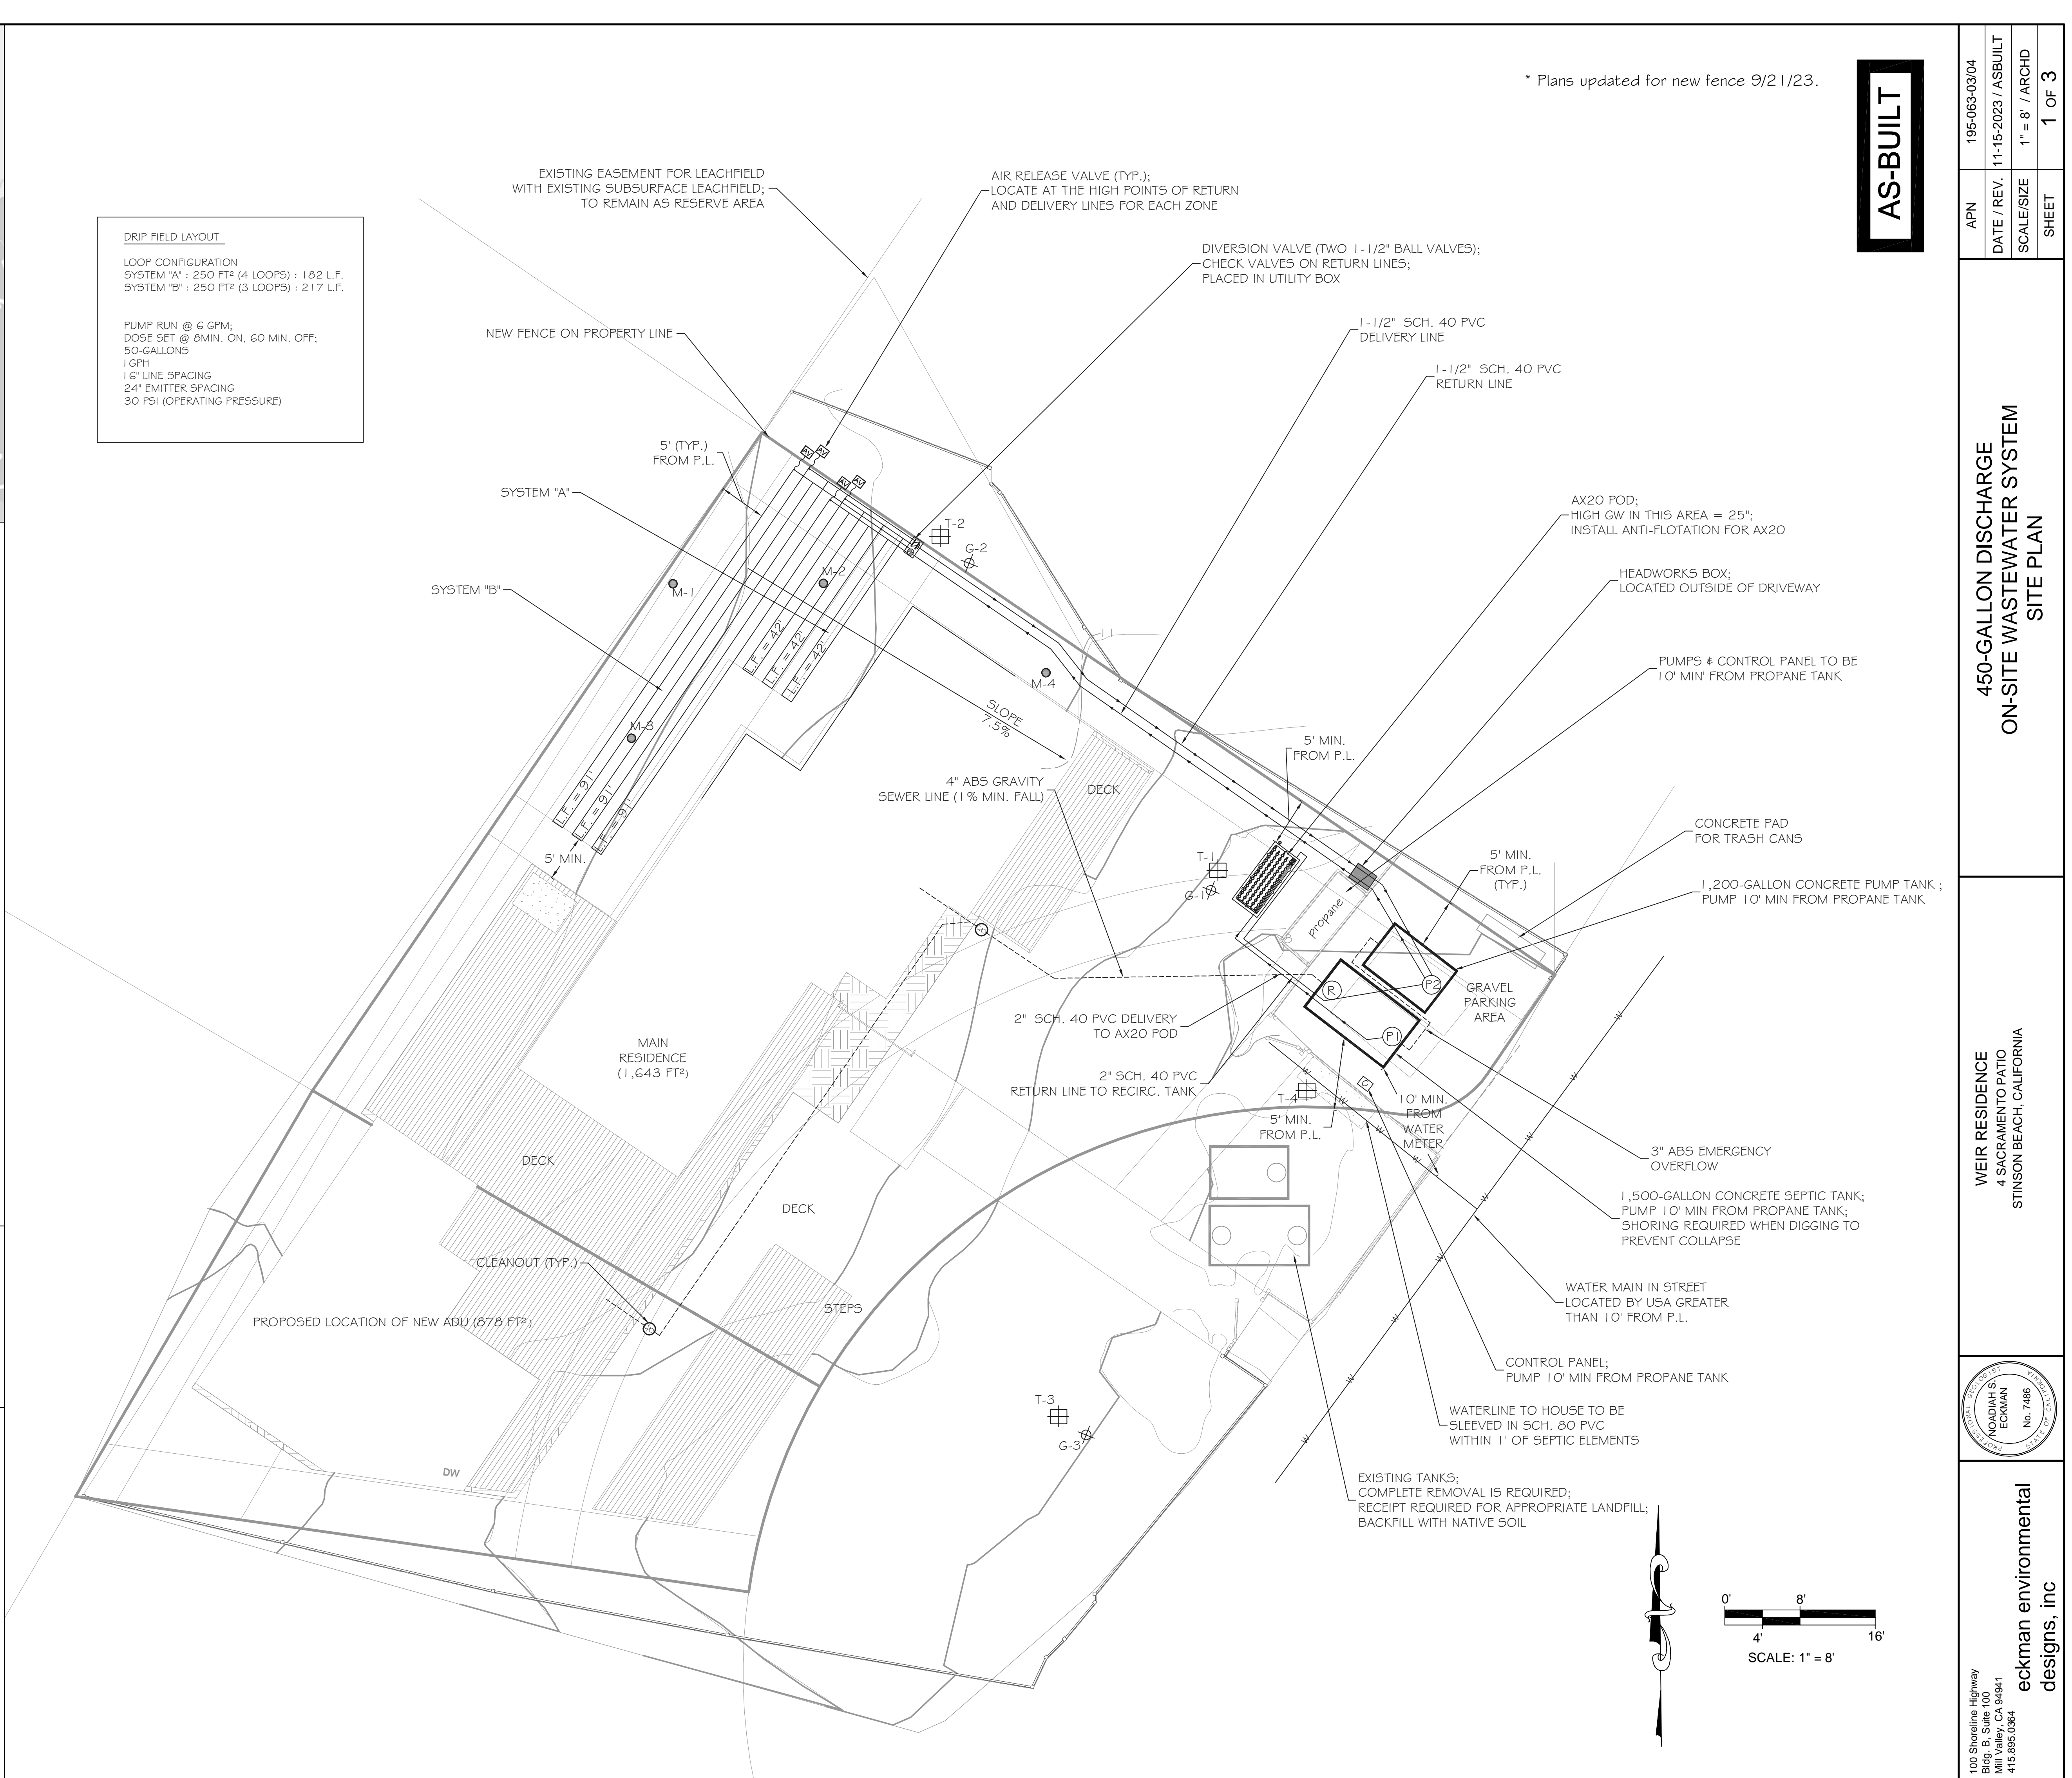 * Plans updated for new fence 9/21/23.
AS-BUILT
DRIP FIELD LAYOUT
LOOP CONFIGURATION
SYSTEM "A" : 250 FT² (4 LOOPS) : 182 L.F.
SYSTEM "B" : 250 FT² (3 LOOPS) : 217 L.F.
PUMP RUN @ 6 GPM;
DOSE SET @ 8MIN. ON, 60 MIN. OFF;
50-GALLONS
1 GPH
16" LINE SPACING
24" EMITTER SPACING
30 PSI (OPERATING PRESSURE)
EXISTING EASEMENT FOR LEACHFIELD
WITH EXISTING SUBSURFACE LEACHFIELD;
TO REMAIN AS RESERVE AREA
AIR RELEASE VALVE (TYP.);
LOCATE AT THE HIGH POINTS OF RETURN
AND DELIVERY LINES FOR EACH ZONE
DIVERSION VALVE (TWO 1-1/2" BALL VALVES);
CHECK VALVES ON RETURN LINES;
PLACED IN UTILITY BOX
NEW FENCE ON PROPERTY LINE
1-1/2" SCH. 40 PVC
DELIVERY LINE
1-1/2" SCH. 40 PVC
RETURN LINE
5' (TYP.)
FROM P.L.
AV
AV
AV
AV
SYSTEM "A"
SYSTEM "B"
T-2
G-2
M-1
M-2
M-3
M-4
L.F. = 42'
L.F. = 42'
L.F. = 42'
L.F. = 91'
L.F. = 91'
L.F. = 91'
5' MIN.
SLOPE
7.5%
11
AX20 POD;
HIGH GW IN THIS AREA = 25";
INSTALL ANTI-FLOTATION FOR AX20
HEADWORKS BOX;
LOCATED OUTSIDE OF DRIVEWAY
PUMPS & CONTROL PANEL TO BE
10' MIN' FROM PROPANE TANK
5' MIN.
FROM P.L.
4" ABS GRAVITY
SEWER LINE (1% MIN. FALL)
DECK
T-1
G-1
propane
CONCRETE PAD
FOR TRASH CANS
5' MIN.
FROM P.L.
(TYP.)
1,200-GALLON CONCRETE PUMP TANK ;
PUMP 10' MIN FROM PROPANE TANK
R
P2
P1
GRAVEL
PARKING
AREA
2" SCH. 40 PVC DELIVERY
TO AX20 POD
2" SCH. 40 PVC
RETURN LINE TO RECIRC. TANK
T-4
C
5' MIN.
FROM P.L.
10' MIN.
FROM
WATER
METER
W
W
W
W
W
W
W
W
W
W
W
3" ABS EMERGENCY
OVERFLOW
1,500-GALLON CONCRETE SEPTIC TANK;
PUMP 10' MIN FROM PROPANE TANK;
SHORING REQUIRED WHEN DIGGING TO
PREVENT COLLAPSE
MAIN
RESIDENCE
(1,643 FT²)
DECK
DECK
CLEANOUT (TYP.)
STEPS
PROPOSED LOCATION OF NEW ADU (878 FT²)
DW
T-3
G-3
WATER MAIN IN STREET
LOCATED BY USA GREATER
THAN 10' FROM P.L.
CONTROL PANEL;
PUMP 10' MIN FROM PROPANE TANK
WATERLINE TO HOUSE TO BE
SLEEVED IN SCH. 80 PVC
WITHIN 1' OF SEPTIC ELEMENTS
EXISTING TANKS;
COMPLETE REMOVAL IS REQUIRED;
RECEIPT REQUIRED FOR APPROPRIATE LANDFILL;
BACKFILL WITH NATIVE SOIL
0' 8'
4' 16'
SCALE: 1" = 8'
APN 195-063-03/04
DATE / REV. 11-15-2023 / ASBUILT
SCALE/SIZE 1" = 8' / ARCHD
SHEET 1 OF 3
450-GALLON DISCHARGE
ON-SITE WASTEWATER SYSTEM
SITE PLAN
WEIR RESIDENCE
4 SACRAMENTO PATIO
STINSON BEACH, CALIFORNIA
PROFESSIONAL GEOLOGIST
NOADIAH S.
ECKMAN
No. 7486
STATE OF CALIFORNIA
eckman environmental
designs, inc
100 Shoreline Highway
Bldg. B, Suite 100
Mill Valley, CA 94941
415.895.0364